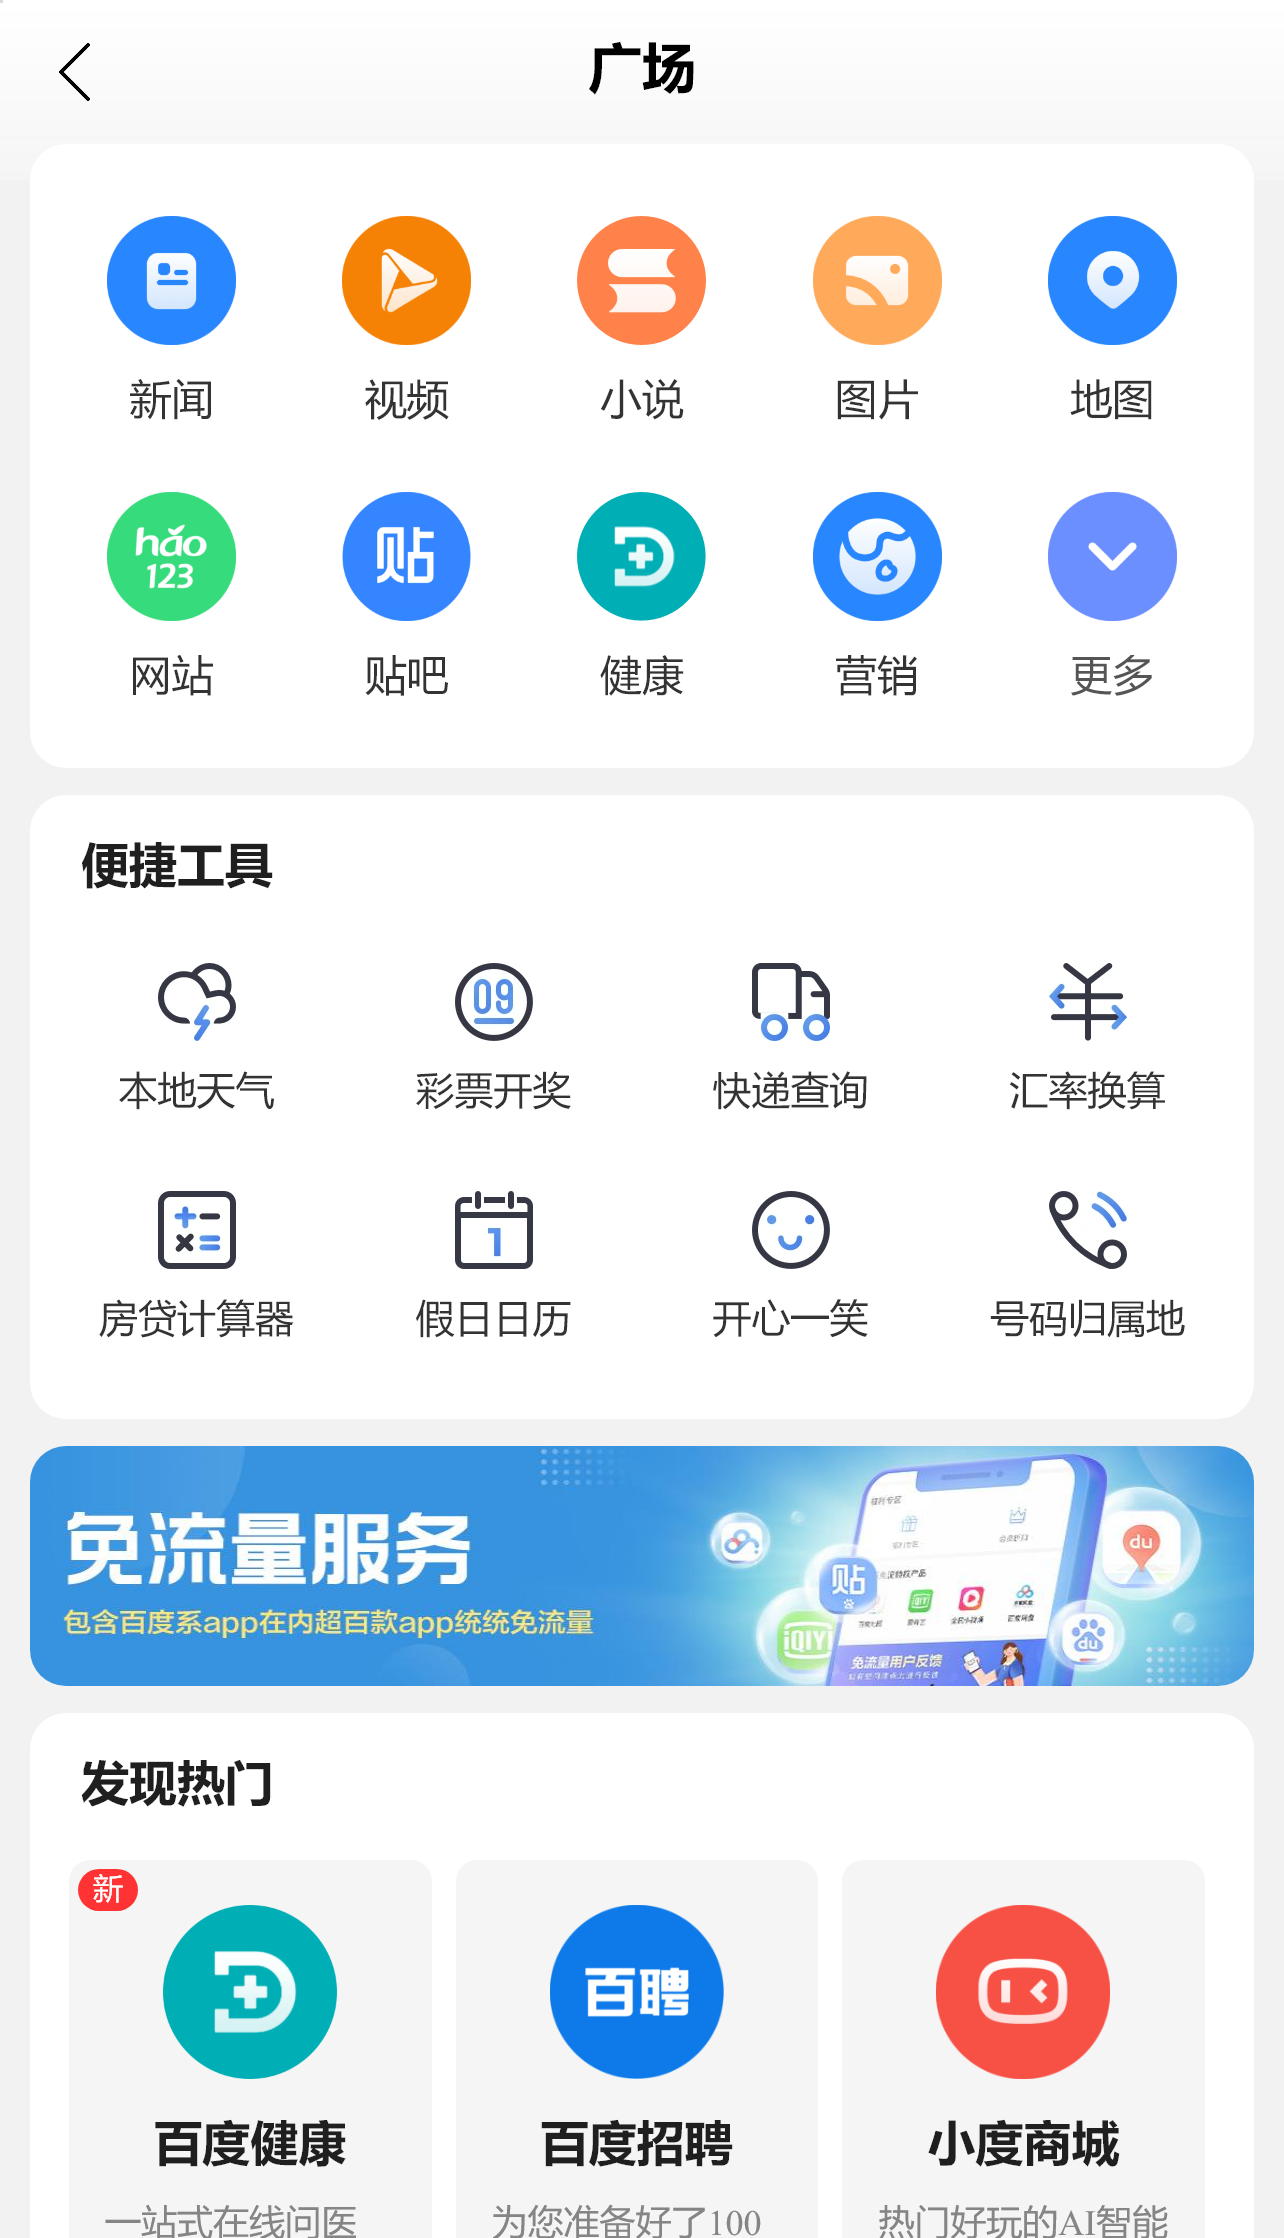 广场
新闻 视频 小说 图片 地图
hǎo 123 贴
网站 贴吧 健康 营销 更多
便捷工具
09
本地天气 彩票开奖 快递查询 汇率换算
1
房贷计算器 假日日历 开心一笑 号码归属地
免流量服务
包含百度系app在内超百款app统统免流量
福利专区
du
贴
iQIYI
du
免流量用户反馈
发现热门
新
百聘
百度健康 百度招聘 小度商城
一站式在线问医 为您准备好了100 热门好玩的AI智能